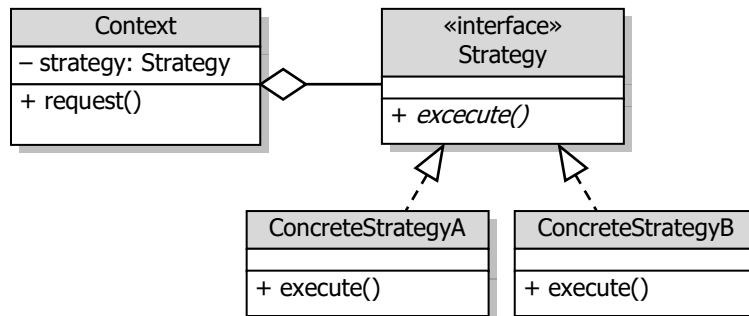 Context
– strategy: Strategy
+ request()
«interface»
Strategy
+ excecute()
ConcreteStrategyA
+ execute()
ConcreteStrategyB
+ execute()